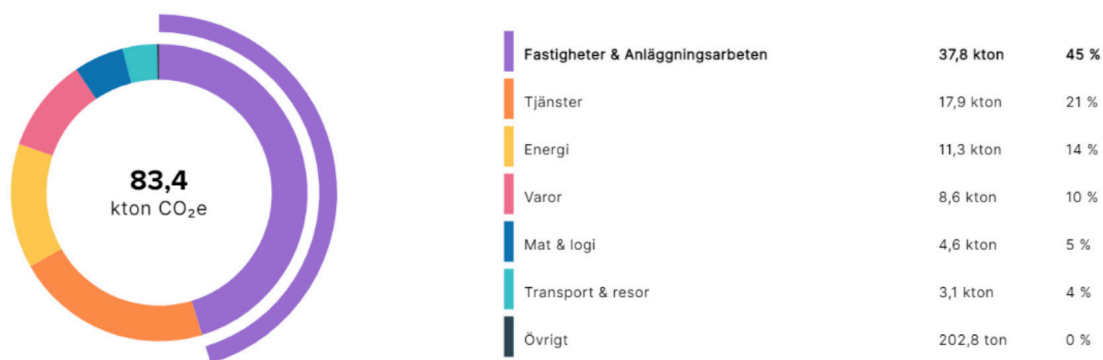 83,4
kton CO₂e
Fastigheter & Anläggningsarbeten 37,8 kton 45 %
Tjänster 17,9 kton 21 %
Energi 11,3 kton 14 %
Varor 8,6 kton 10 %
Mat & logi 4,6 kton 5 %
Transport & resor 3,1 kton 4 %
Övrigt 202,8 ton 0 %